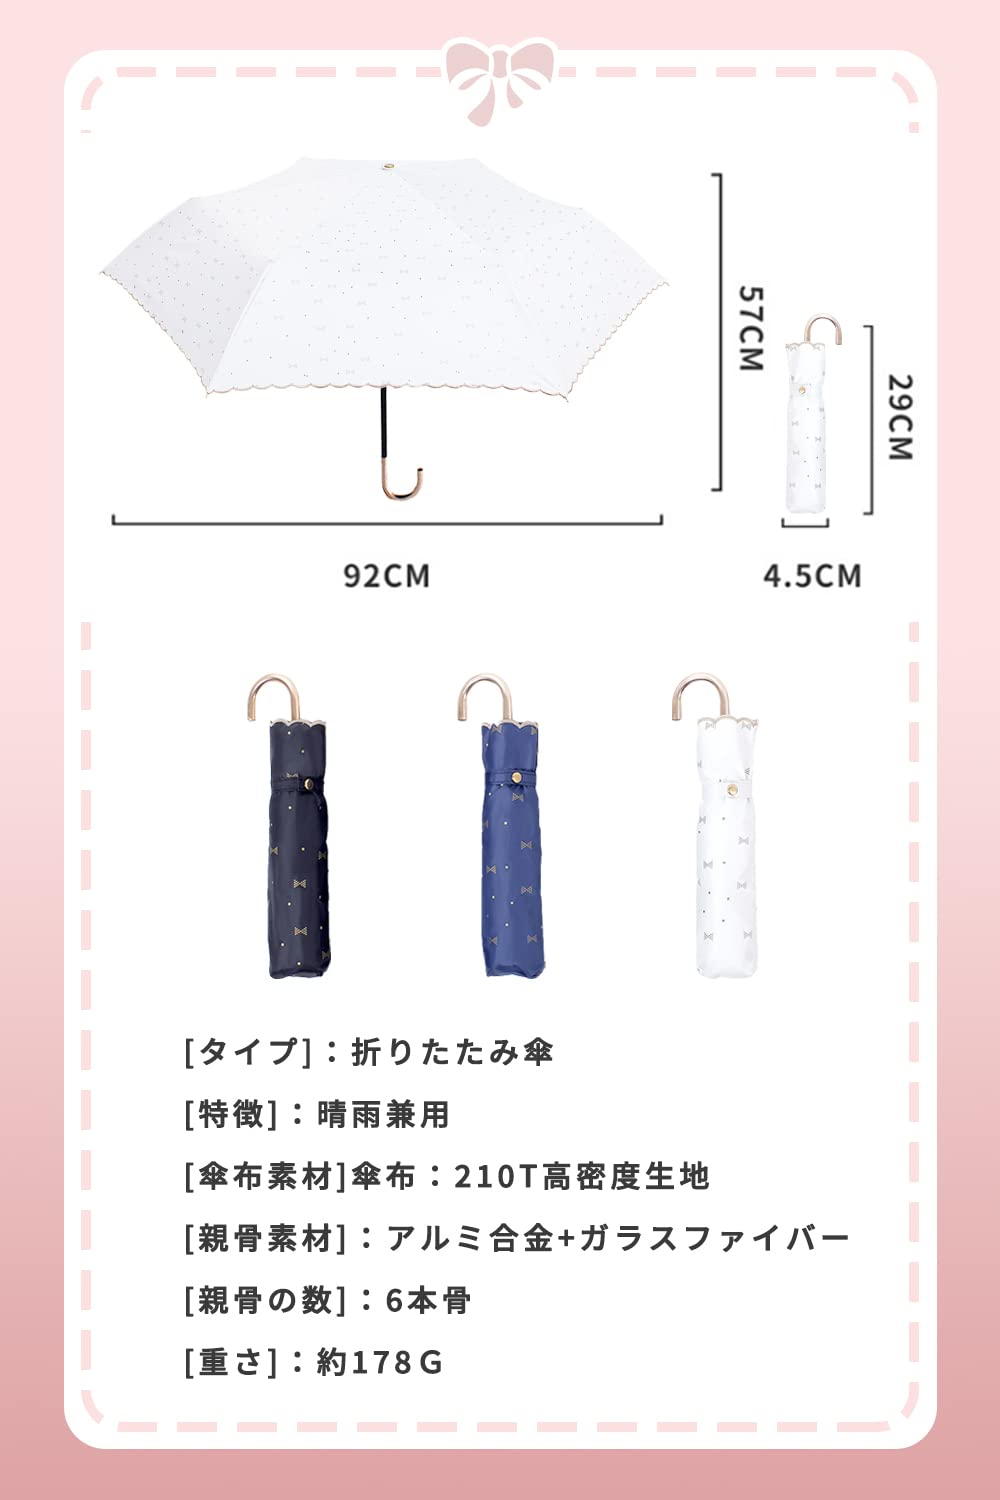 57CM
29CM
92CM
4.5CM
[タイプ]：折りたたみ傘
[特徴]：晴雨兼用
[傘布素材]傘布：210T高密度生地
[親骨素材]：アルミ合金+ガラスファイバー
[親骨の数]：6本骨
[重さ]：約178G